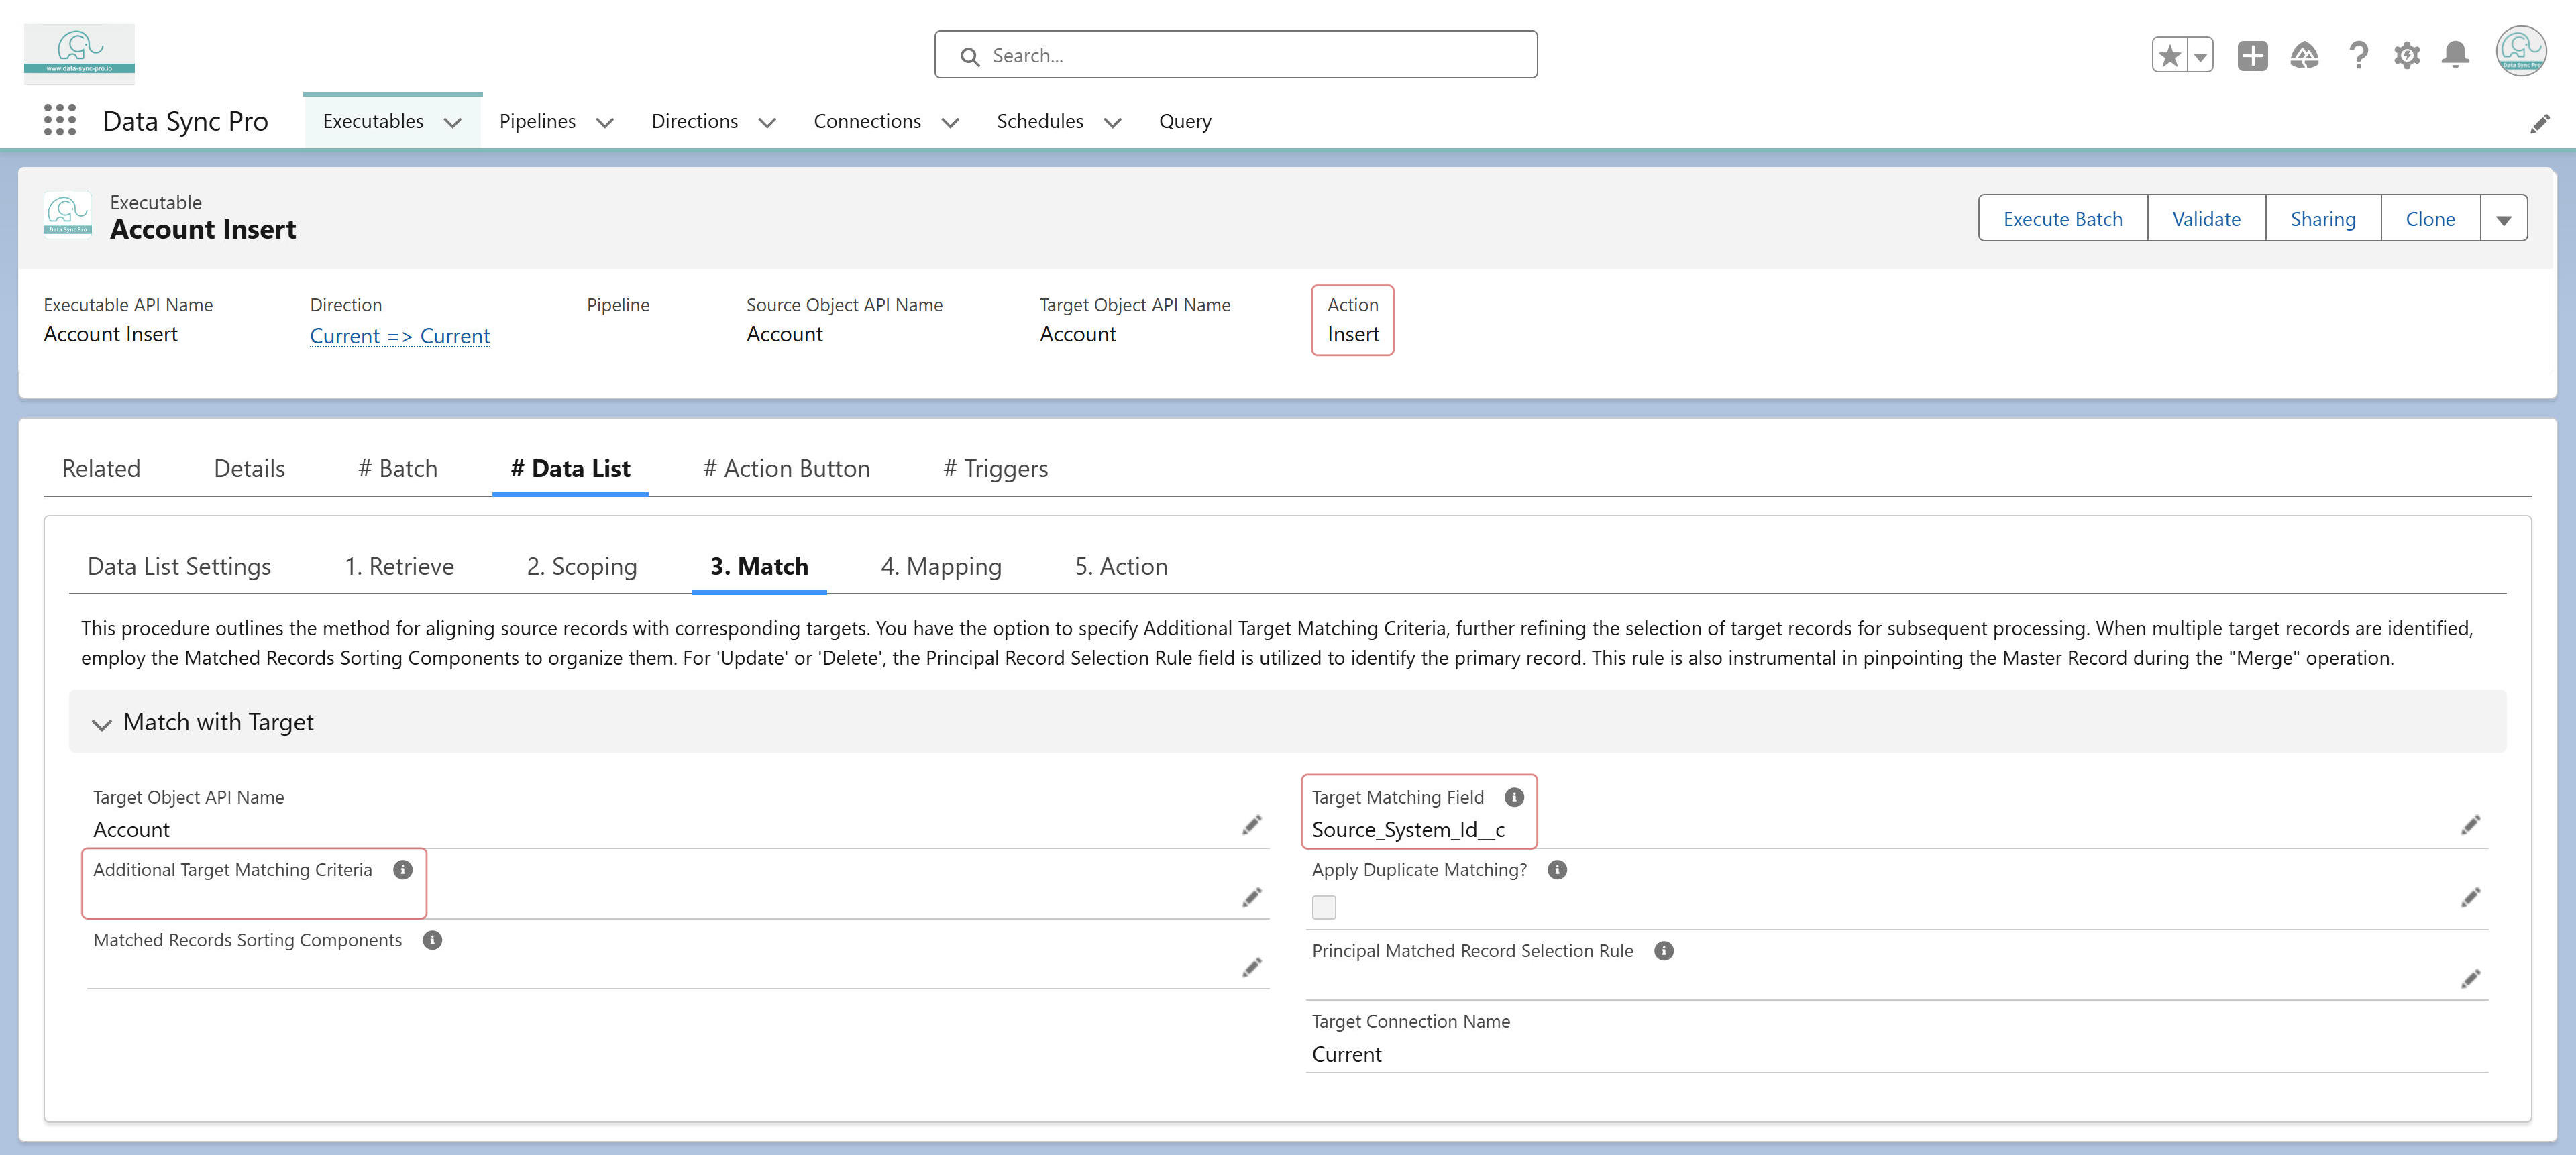 www.data-sync-pro.io
Search...
Data Sync Pro
Data Sync Pro
Executables
Pipelines
Directions
Connections
Schedules
Query
Data Sync Pro
Executable
Account Insert
Execute Batch
Validate
Sharing
Clone
Executable API Name
Direction
Pipeline
Source Object API Name
Target Object API Name
Action
Account Insert
Current => Current
Account
Account
Insert
Related
Details
# Batch
# Data List
# Action Button
# Triggers
Data List Settings
1. Retrieve
2. Scoping
3. Match
4. Mapping
5. Action
This procedure outlines the method for aligning source records with corresponding targets. You have the option to specify Additional Target Matching Criteria, further refining the selection of target records for subsequent processing. When multiple target records are identified,
employ the Matched Records Sorting Components to organize them. For 'Update' or 'Delete', the Principal Record Selection Rule field is utilized to identify the primary record. This rule is also instrumental in pinpointing the Master Record during the "Merge" operation.
Match with Target
Target Object API Name
Account
Target Matching Field
Source_System_Id__c
Additional Target Matching Criteria
Apply Duplicate Matching?
Matched Records Sorting Components
Principal Matched Record Selection Rule
Target Connection Name
Current